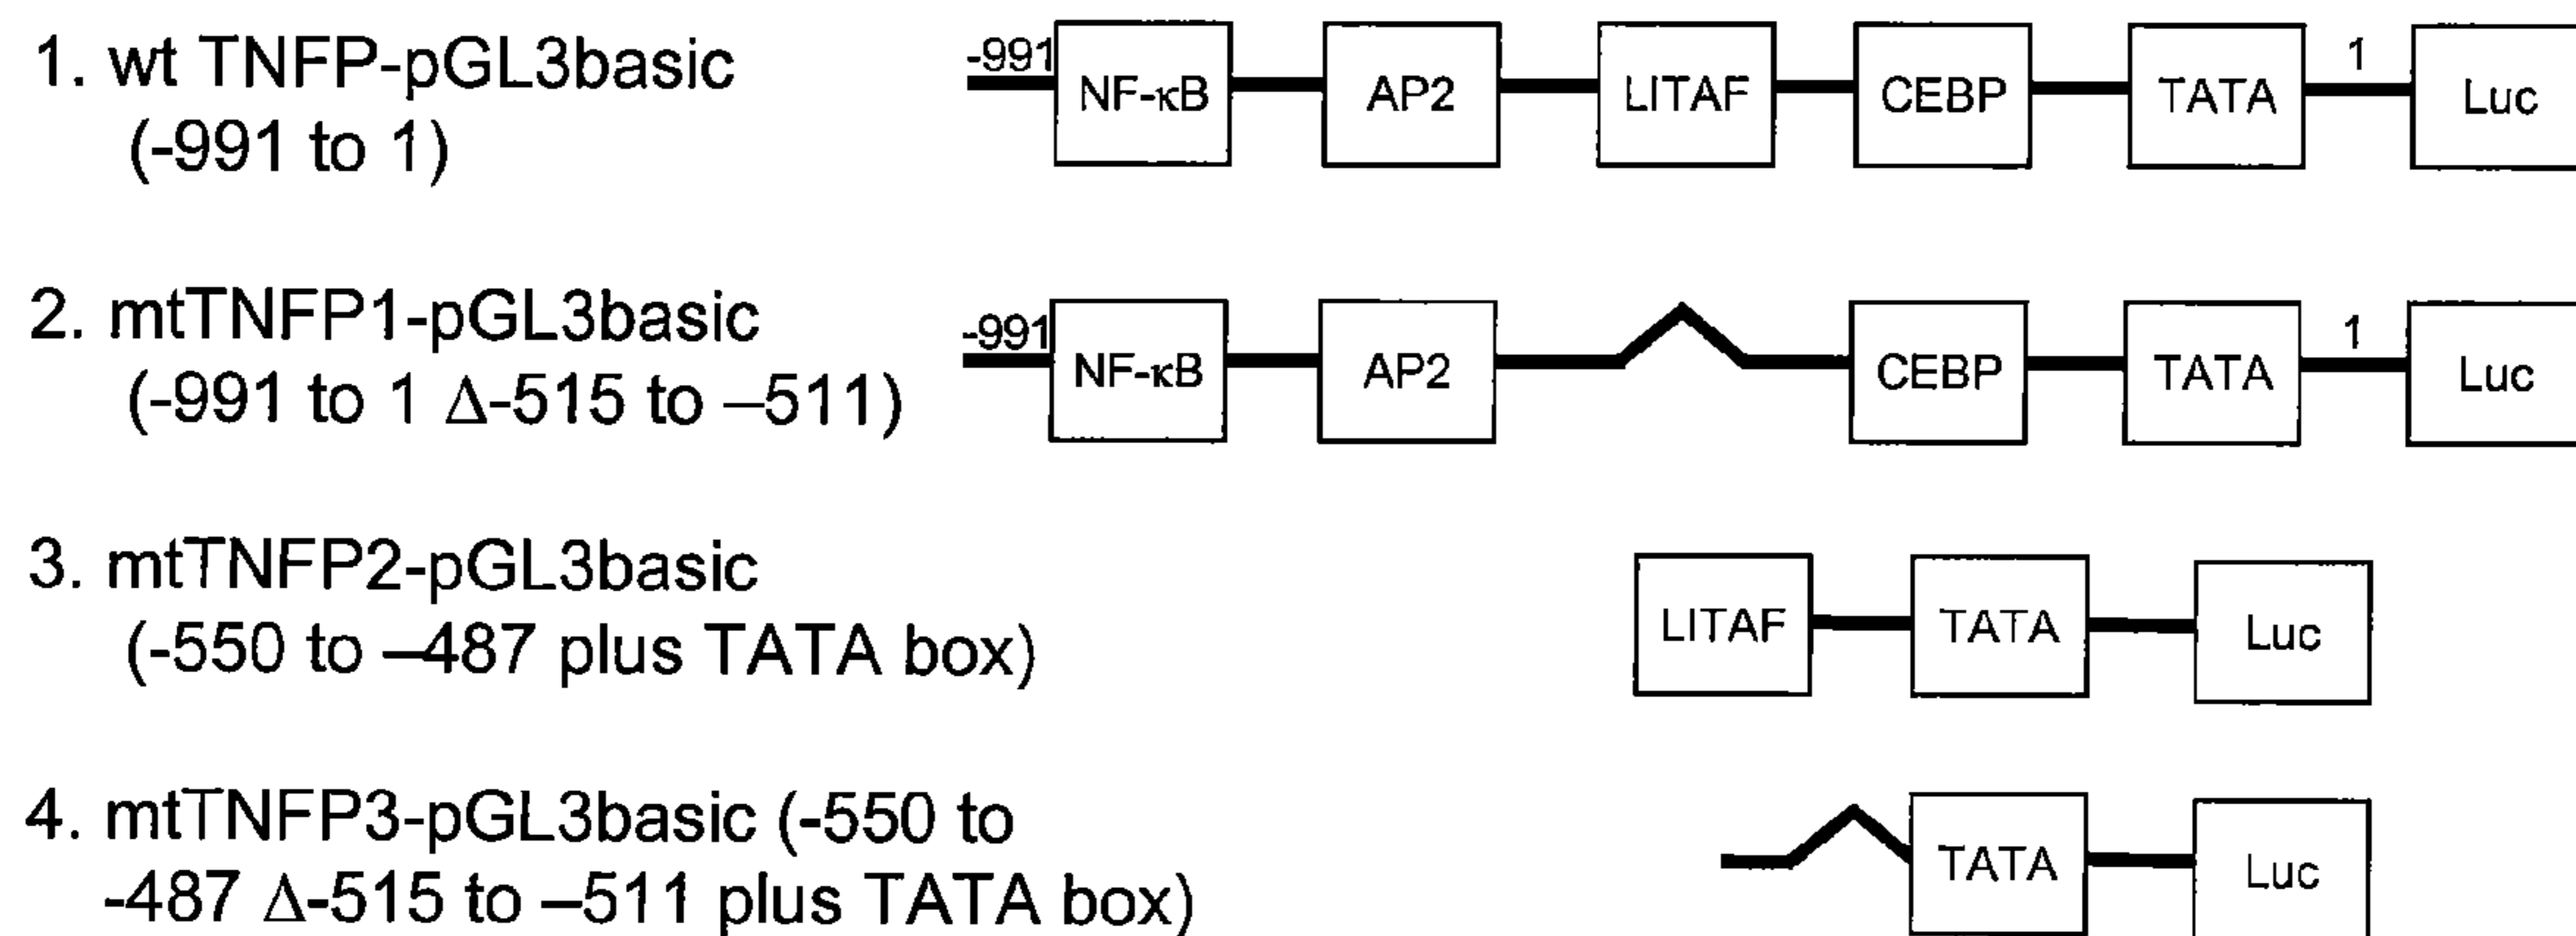 1. wt TNFP-pGL3basic
(-991 to 1)
-991 NF-κB AP2 LITAF CEBP TATA 1 Luc
2. mtTNFP1-pGL3basic
(-991 to 1 Δ-515 to –511)
-991 NF-κB AP2 CEBP TATA 1 Luc
3. mtTNFP2-pGL3basic
(-550 to –487 plus TATA box)
LITAF TATA Luc
4. mtTNFP3-pGL3basic (-550 to
-487 Δ-515 to –511 plus TATA box)
TATA Luc